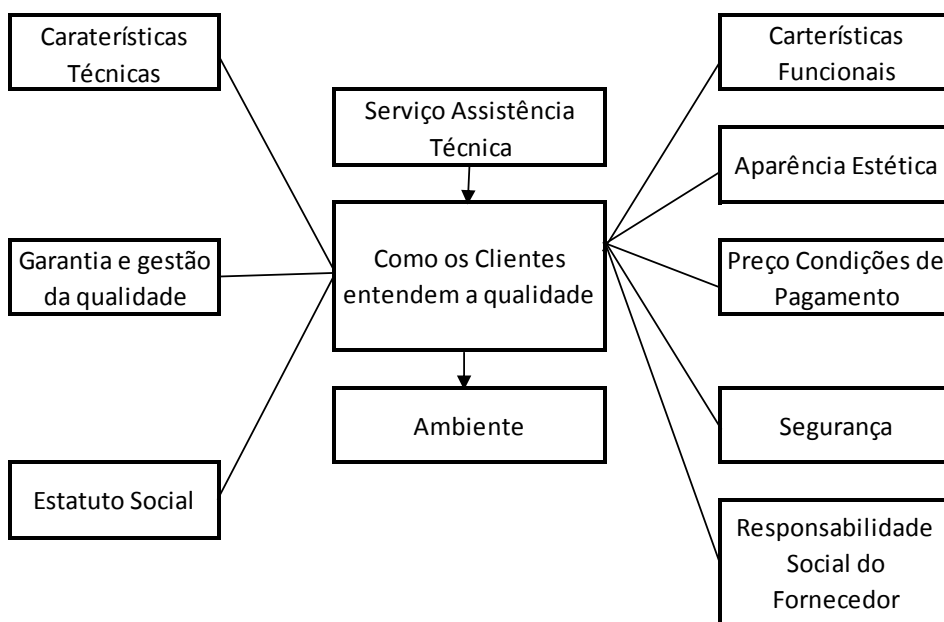 Caraterísticas
Técnicas
Garantia e gestão
da qualidade
Estatuto Social
Serviço Assistência
Técnica
Como os Clientes
entendem a qualidade
Ambiente
Carterísticas
Funcionais
Aparência Estética
Preço Condições de
Pagamento
Segurança
Responsabilidade
Social do
Fornecedor